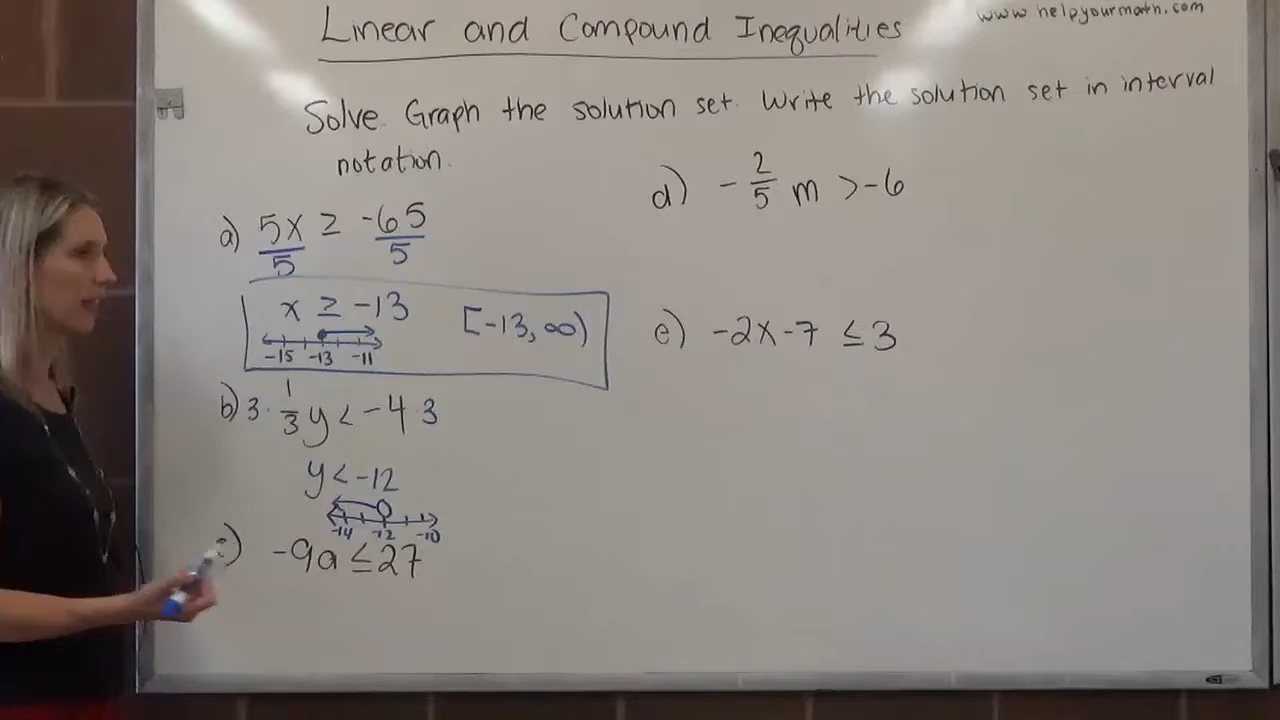 Linear and Compound Inequalities
www.helpyourmath.com
Solve. Graph the solution set. Write the solution set in interval
notation.
a) 5x ≥ -65
5 5
x ≥ -13 [-13, ∞)
-15 -13 -11
b) 3 · 1/3 y < -4 · 3
y < -12
-14 -12 -10
c) -9a ≤ 27
d) - 2/5 m > -6
e) -2x - 7 ≤ 3